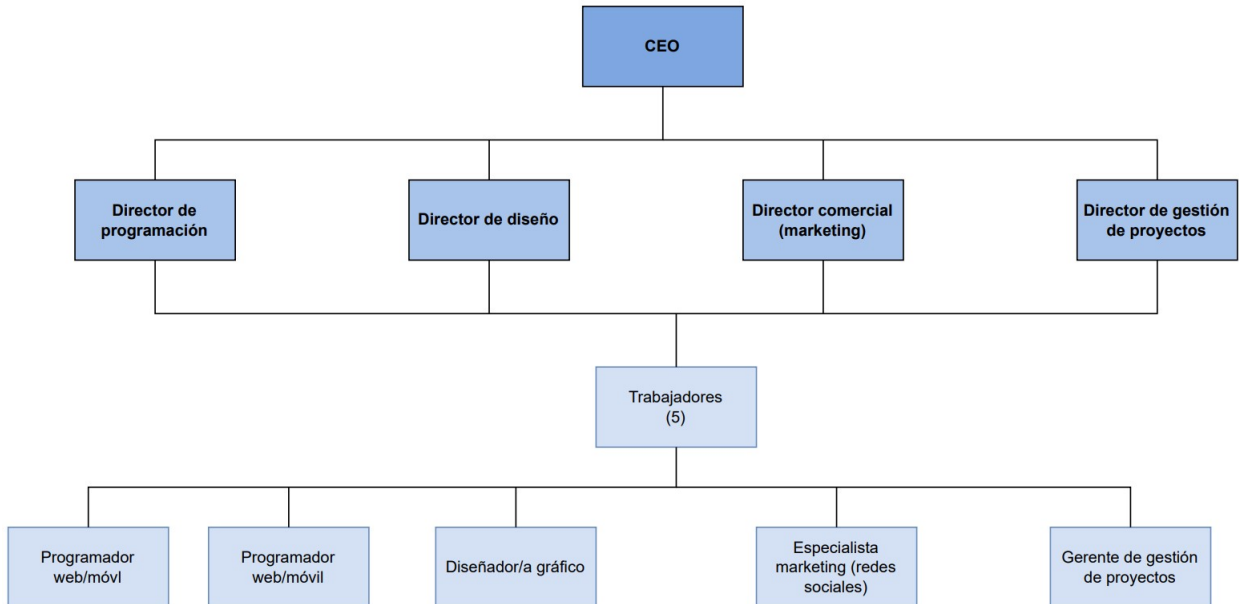 CEO
Director de
programación
Director de diseño
Director comercial
(marketing)
Director de gestión
de proyectos
Trabajadores
(5)
Programador
web/móvl
Programador
web/móvil
Diseñador/a gráfico
Especialista
marketing (redes
sociales)
Gerente de gestión
de proyectos